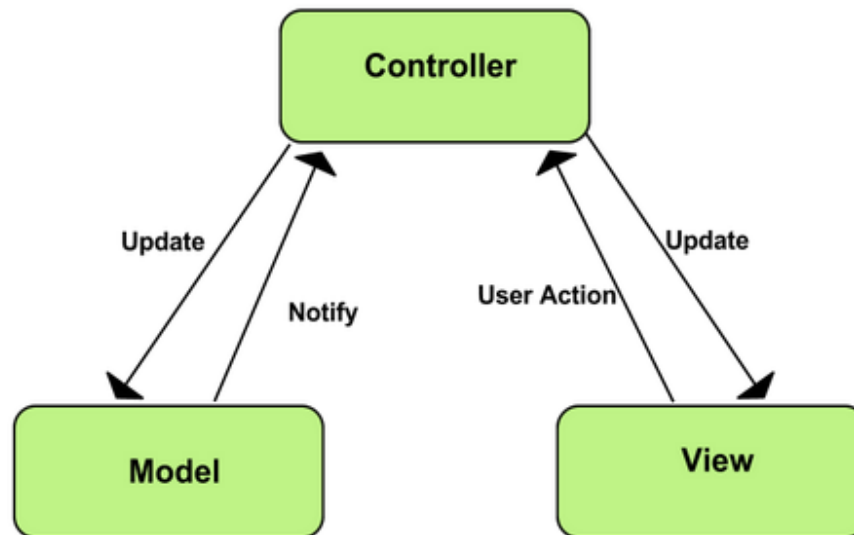 Controller
Update
Update
User Action
Notify
Model
View